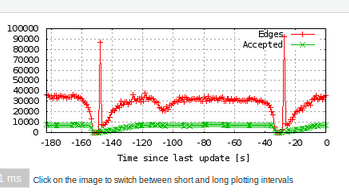 100000
90000
80000
70000
60000
50000
40000
30000
20000
10000
0
Edges
Accepted
-180 -160 -140 -120 -100 -80 -60 -40 -20 0
Time since last update [s]
1 ms
Click on the image to switch between short and long plotting intervals